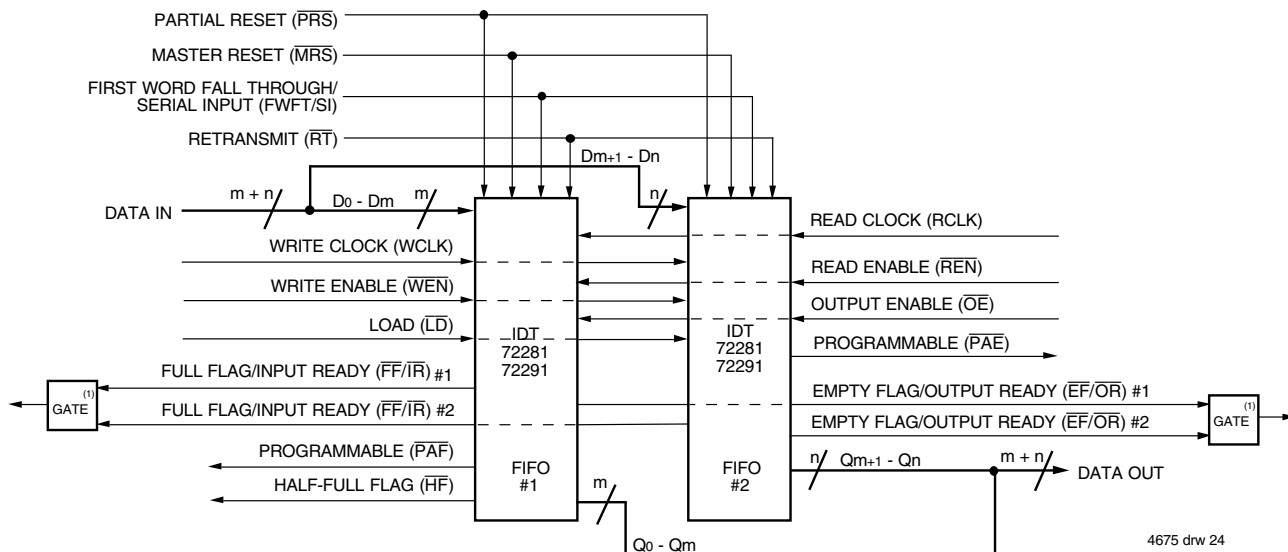 PARTIAL RESET (PRS)
MASTER RESET (MRS)
FIRST WORD FALL THROUGH/
SERIAL INPUT (FWFT/SI)
RETRANSMIT (RT)
Dm+1 - Dn
m + n
D0 - Dm
m
n
DATA IN
READ CLOCK (RCLK)
WRITE CLOCK (WCLK)
READ ENABLE (REN)
WRITE ENABLE (WEN)
OUTPUT ENABLE (OE)
LOAD (LD)
IDT
72281
72291
IDT
72281
72291
PROGRAMMABLE (PAE)
FULL FLAG/INPUT READY (FF/IR) #1
EMPTY FLAG/OUTPUT READY (EF/OR) #1
(1)
GATE
FULL FLAG/INPUT READY (FF/IR) #2
EMPTY FLAG/OUTPUT READY (EF/OR) #2
(1)
GATE
PROGRAMMABLE (PAF)
FIFO
#1
FIFO
#2
n
Qm+1 - Qn
m + n
DATA OUT
HALF-FULL FLAG (HF)
m
Q0 - Qm
4675 drw 24